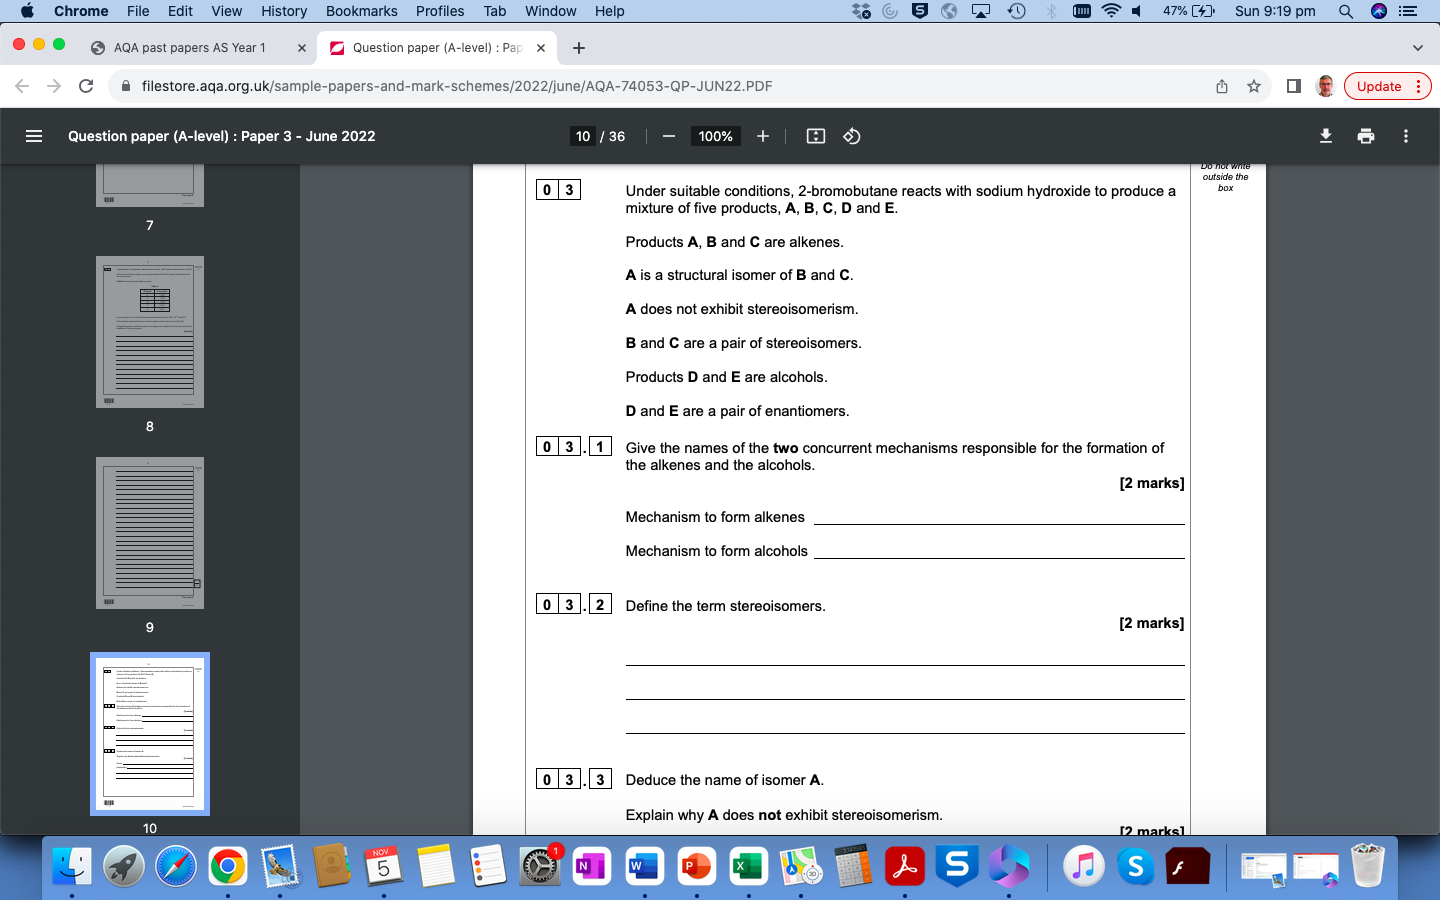 Chrome File Edit View History Bookmarks Profiles Tab Window Help 47% Sun 9:19 pm
AQA past papers AS Year 1 Question paper (A-level) : Pap
filestore.aqa.org.uk/sample-papers-and-mark-schemes/2022/june/AQA-74053-QP-JUN22.PDF Update
Question paper (A-level) : Paper 3 - June 2022 10 / 36 100%
Do not write
outside the
box
0 3 Under suitable conditions, 2-bromobutane reacts with sodium hydroxide to produce a
mixture of five products, A, B, C, D and E.
Products A, B and C are alkenes.
A is a structural isomer of B and C.
A does not exhibit stereoisomerism.
B and C are a pair of stereoisomers.
Products D and E are alcohols.
D and E are a pair of enantiomers.
0 3 . 1 Give the names of the two concurrent mechanisms responsible for the formation of
the alkenes and the alcohols.
[2 marks]
Mechanism to form alkenes
Mechanism to form alcohols
0 3 . 2 Define the term stereoisomers.
[2 marks]
0 3 . 3 Deduce the name of isomer A.
Explain why A does not exhibit stereoisomerism.
[2 marks]
7
8
9
10
NOV
5
1
N
W
P
X
A
3D
S
S